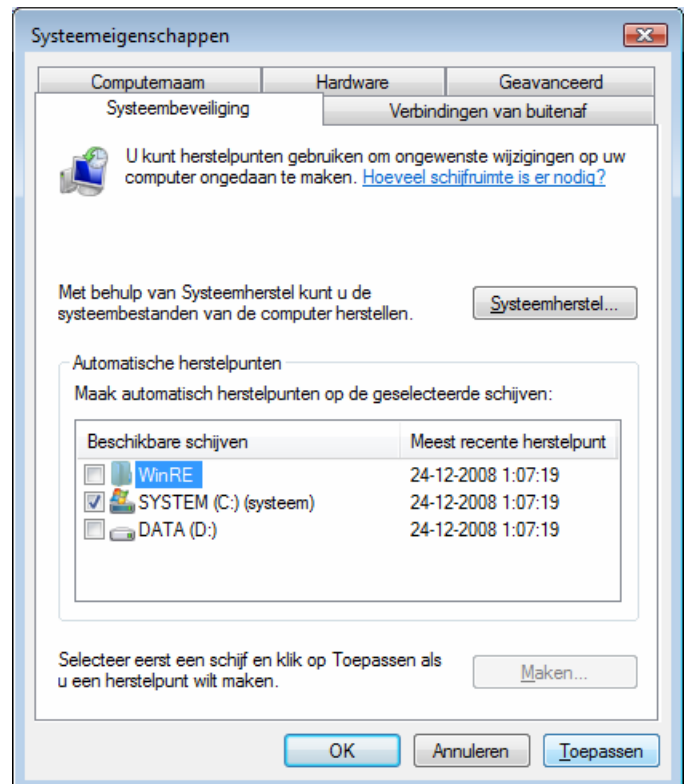 Systeemeigenschappen
Computernaam Hardware Geavanceerd
Systeembeveiliging Verbindingen van buitenaf
U kunt herstelpunten gebruiken om ongewenste wijzigingen op uw
computer ongedaan te maken. Hoeveel schijfruimte is er nodig?
Met behulp van Systeemherstel kunt u de
systeembestanden van de computer herstellen.
Systeemherstel...
Automatische herstelpunten
Maak automatisch herstelpunten op de geselecteerde schijven:
Beschikbare schijven Meest recente herstelpunt
WinRE 24-12-2008 1:07:19
SYSTEM (C:) (systeem) 24-12-2008 1:07:19
DATA (D:) 24-12-2008 1:07:19
Selecteer eerst een schijf en klik op Toepassen als
u een herstelpunt wilt maken.
Maken...
OK Annuleren Toepassen